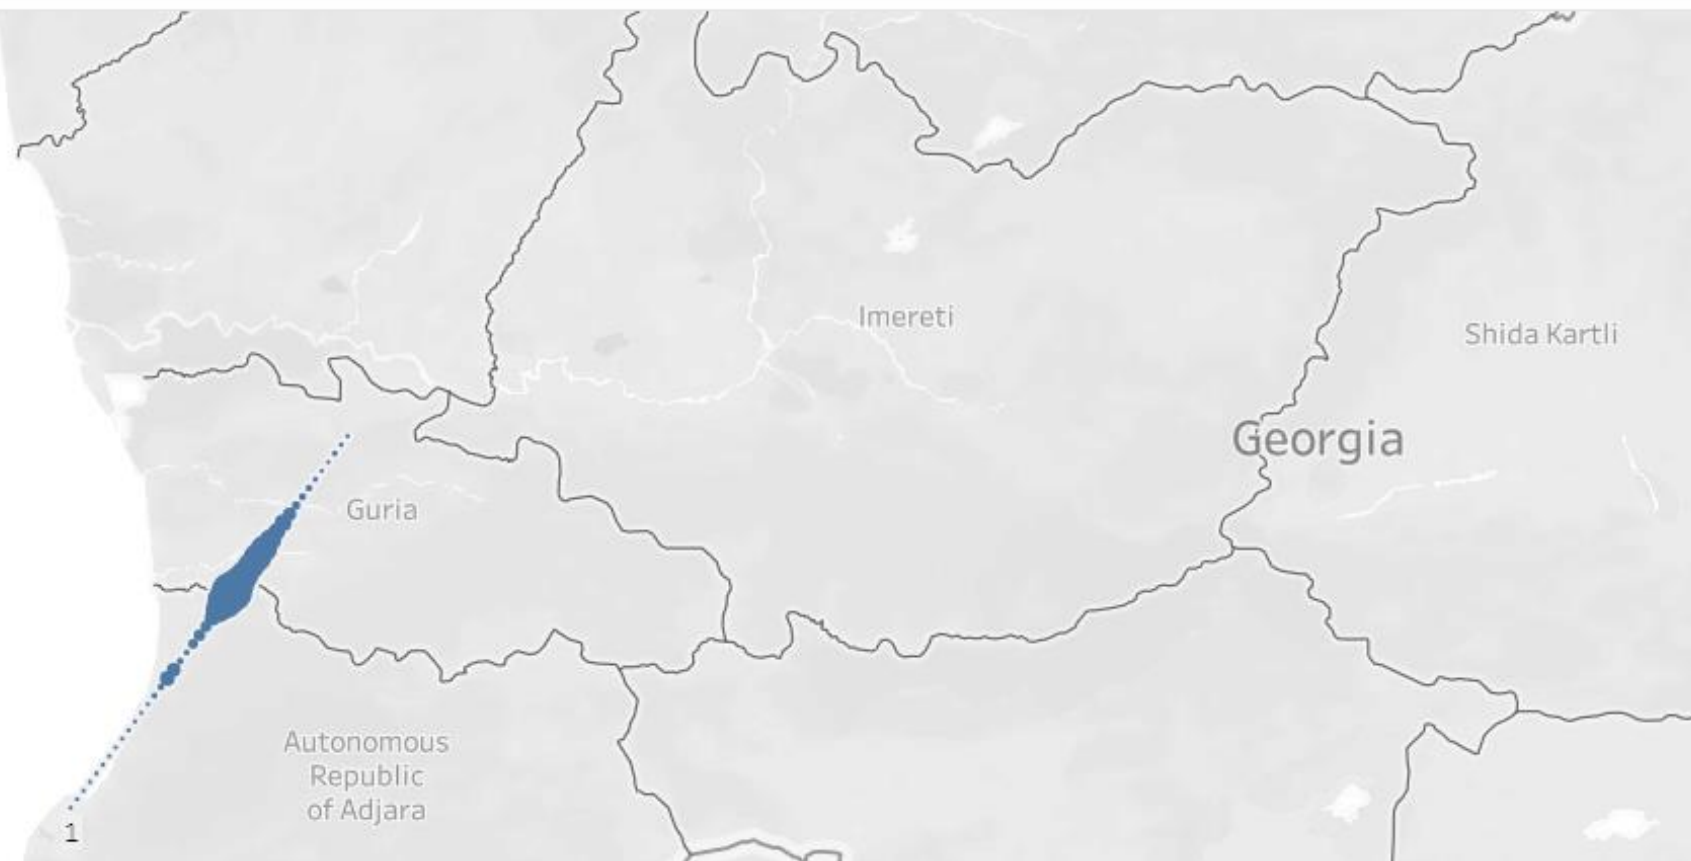 Imereti
Shida Kartli
Georgia
Guria
Autonomous
Republic
of Adjara
1